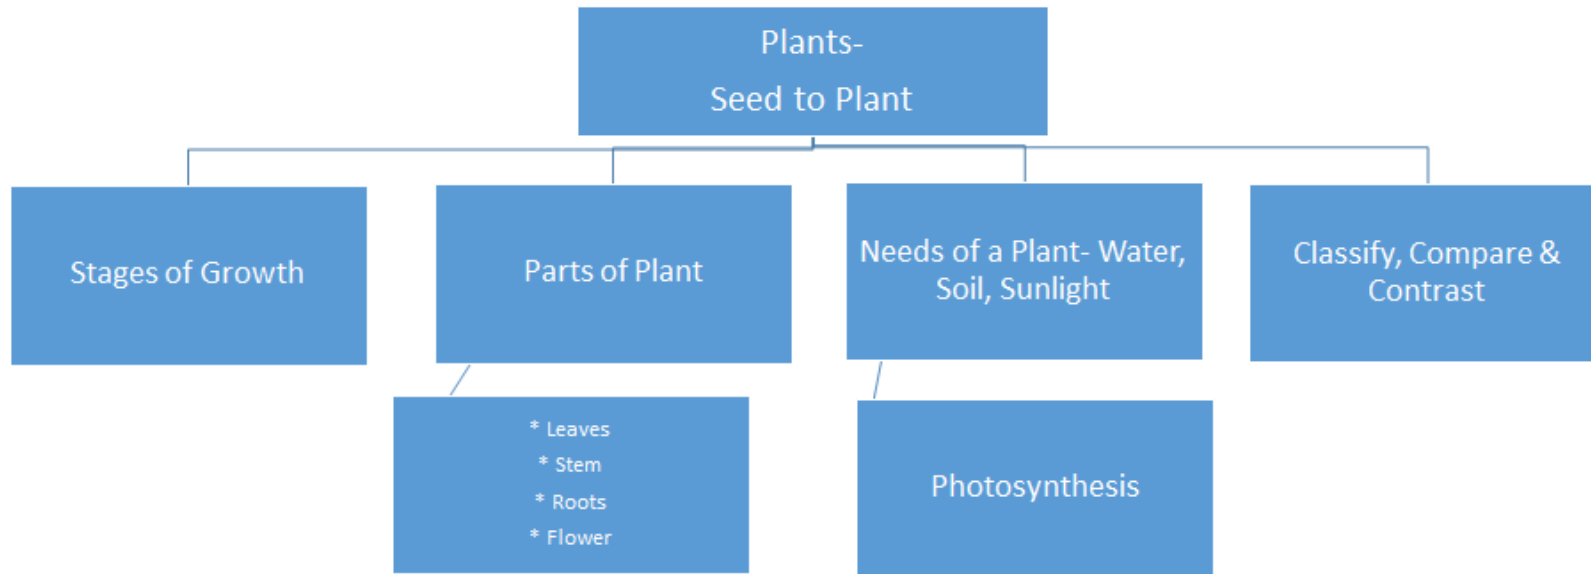 Plants-
Seed to Plant
Stages of Growth
Parts of Plant
Needs of a Plant- Water,
Soil, Sunlight
Classify, Compare &
Contrast
* Leaves
* Stem
* Roots
* Flower
Photosynthesis